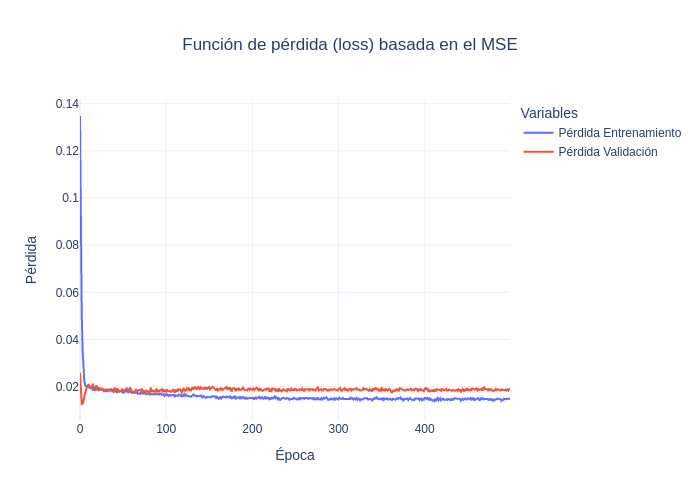 Función de pérdida (loss) basada en el MSE
Variables
Pérdida Entrenamiento
Pérdida Validación
Pérdida
0.14
0.12
0.1
0.08
0.06
0.04
0.02
0
100
200
300
400
Época